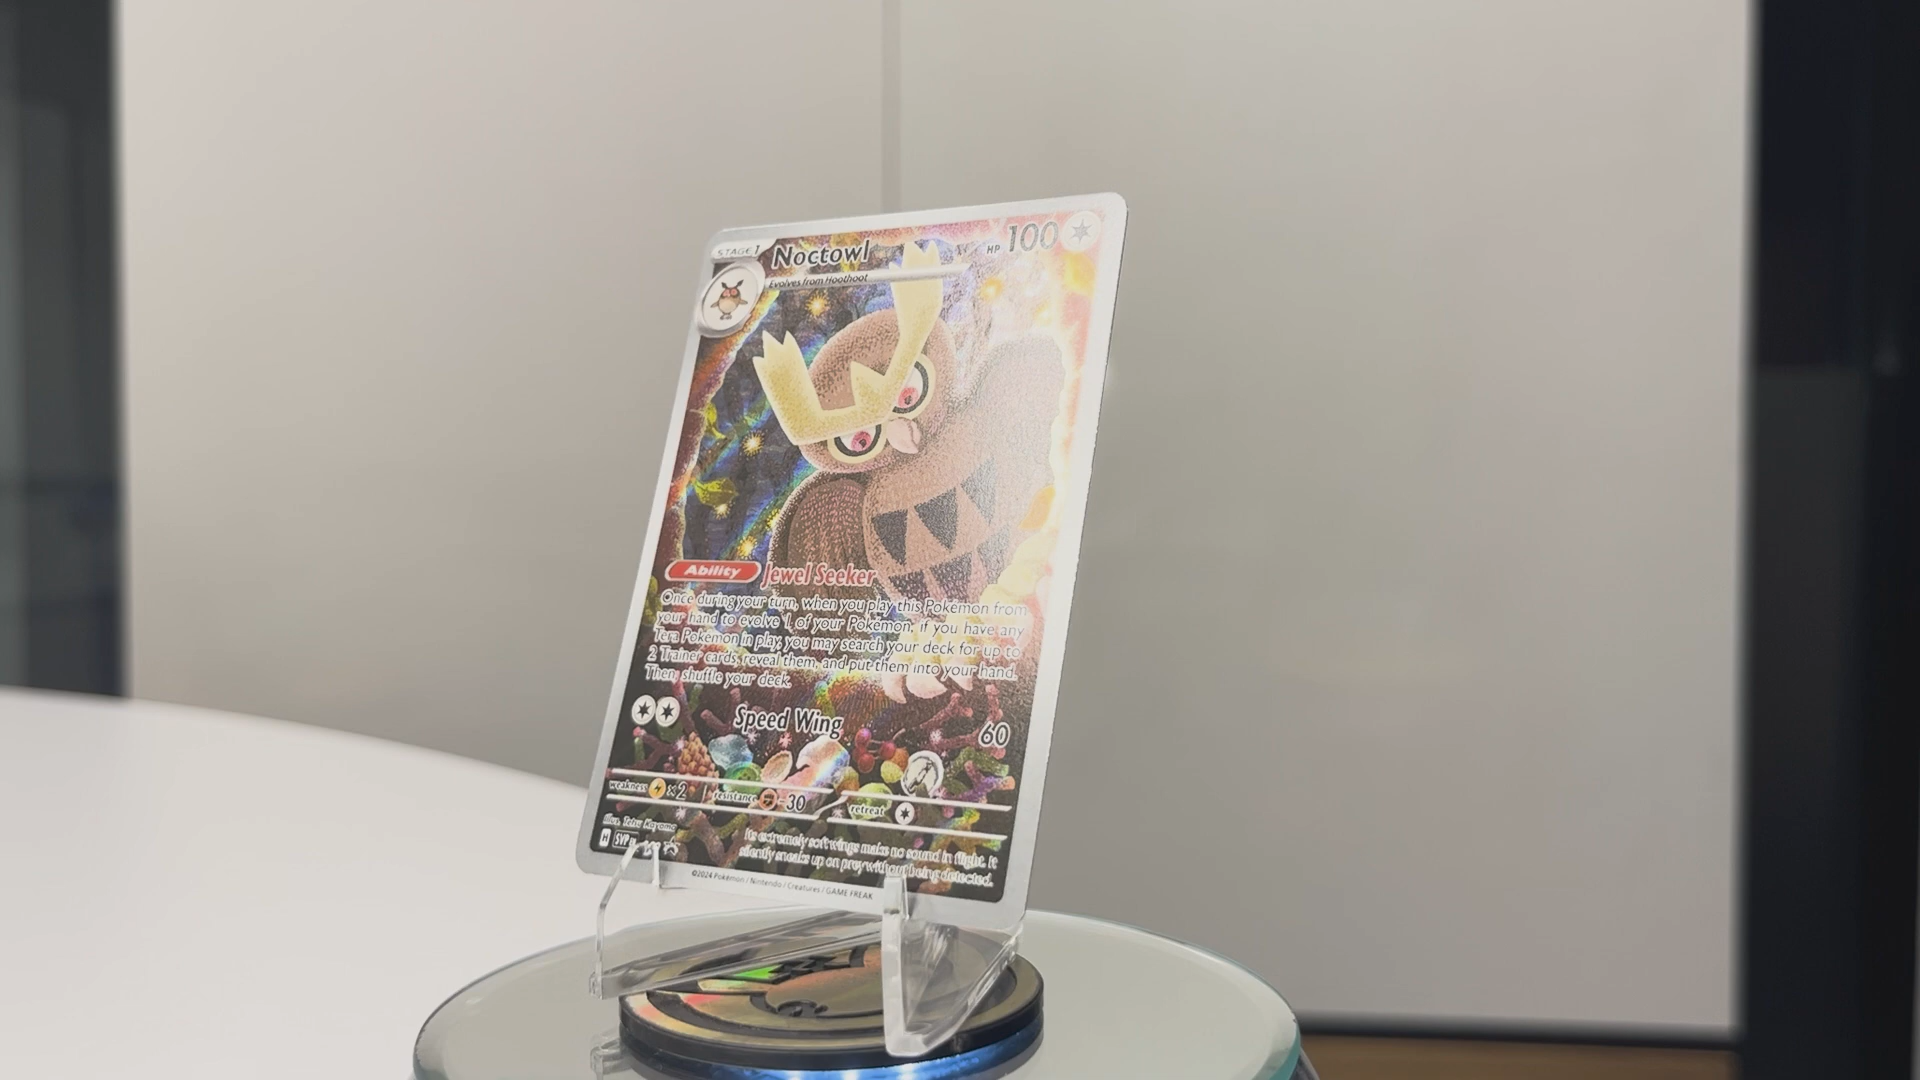 STAGE 1 Noctowl HP 100
Evolves from Hoothoot
Ability Jewel Seeker
Once during your turn, when you play this Pokémon from
your hand to evolve 1 of your Pokémon, if you have any
Tera Pokémon in play, you may search your deck for up to
2 Trainer cards, reveal them, and put them into your hand.
Then, shuffle your deck.
Speed Wing 60
weakness ×2 resistance -30 retreat
Illus.
H SVP EN
Its extremely soft wings make no sound in flight. It
silently sneaks up on prey without being detected.
©2024 Pokémon / Nintendo / Creatures / GAME FREAK